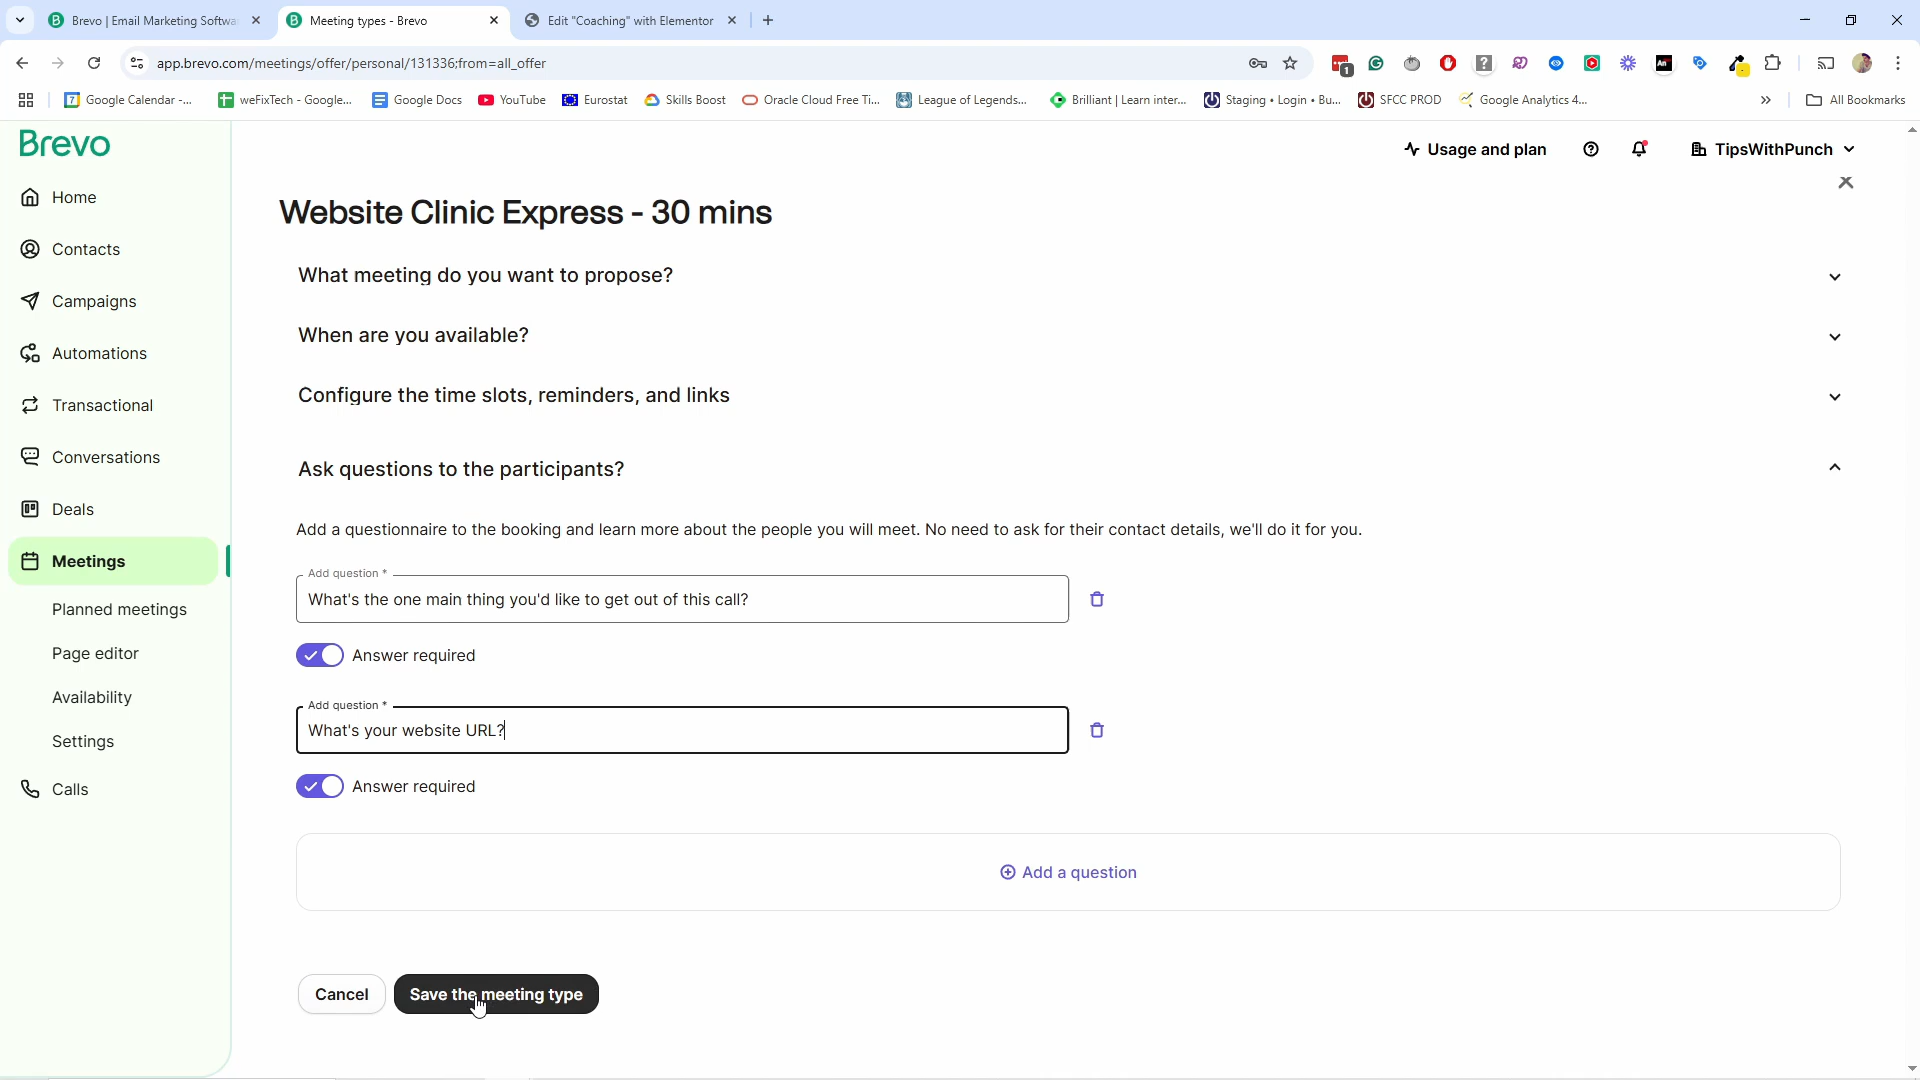 Brevo | Email Marketing Softwa
Meeting types - Brevo
Edit "Coaching" with Elementor
app.brevo.com/meetings/offer/personal/131336;from=all_offer
1
Google Calendar -...
weFixTech - Google...
Google Docs
YouTube
Eurostat
Skills Boost
Oracle Cloud Free Ti...
League of Legends...
Brilliant | Learn inter...
Staging • Login • Bu...
SFCC PROD
Google Analytics 4...
All Bookmarks
Brevo
Usage and plan
TipsWithPunch
Home
Contacts
Campaigns
Automations
Transactional
Conversations
Deals
Meetings
Planned meetings
Page editor
Availability
Settings
Calls
Website Clinic Express - 30 mins
What meeting do you want to propose?
When are you available?
Configure the time slots, reminders, and links
Ask questions to the participants?
Add a questionnaire to the booking and learn more about the people you will meet. No need to ask for their contact details, we'll do it for you.
Add question *
What's the one main thing you'd like to get out of this call?
Answer required
Add question *
What's your website URL?
Answer required
Add a question
Cancel
Save the meeting type